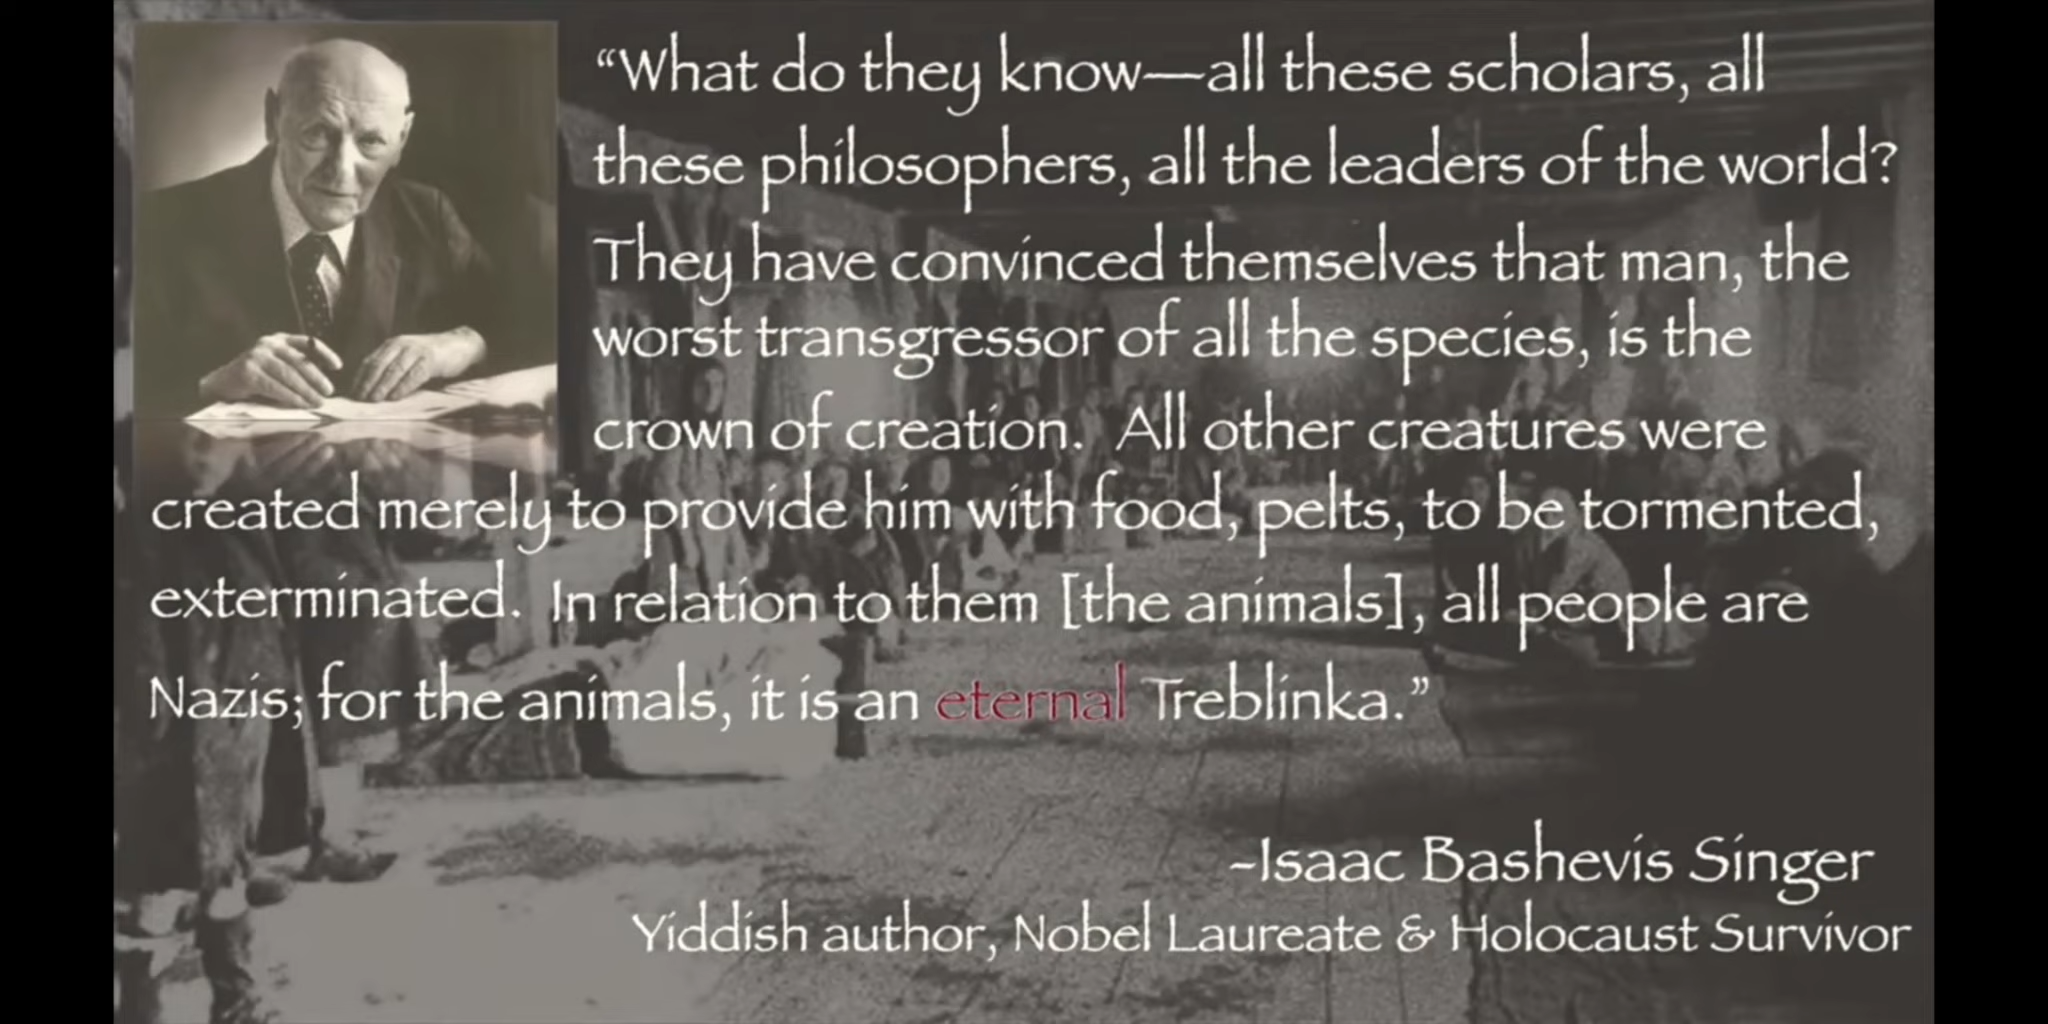 “What do they know—all these scholars, all
these philosophers, all the leaders of the world?
They have convinced themselves that man, the
worst transgressor of all the species, is the
crown of creation. All other creatures were
created merely to provide him with food, pelts, to be tormented,
exterminated. In relation to them [the animals], all people are
Nazis; for the animals, it is an eternal Treblinka.”
-Isaac Bashevis Singer
Yiddish author, Nobel Laureate & Holocaust Survivor